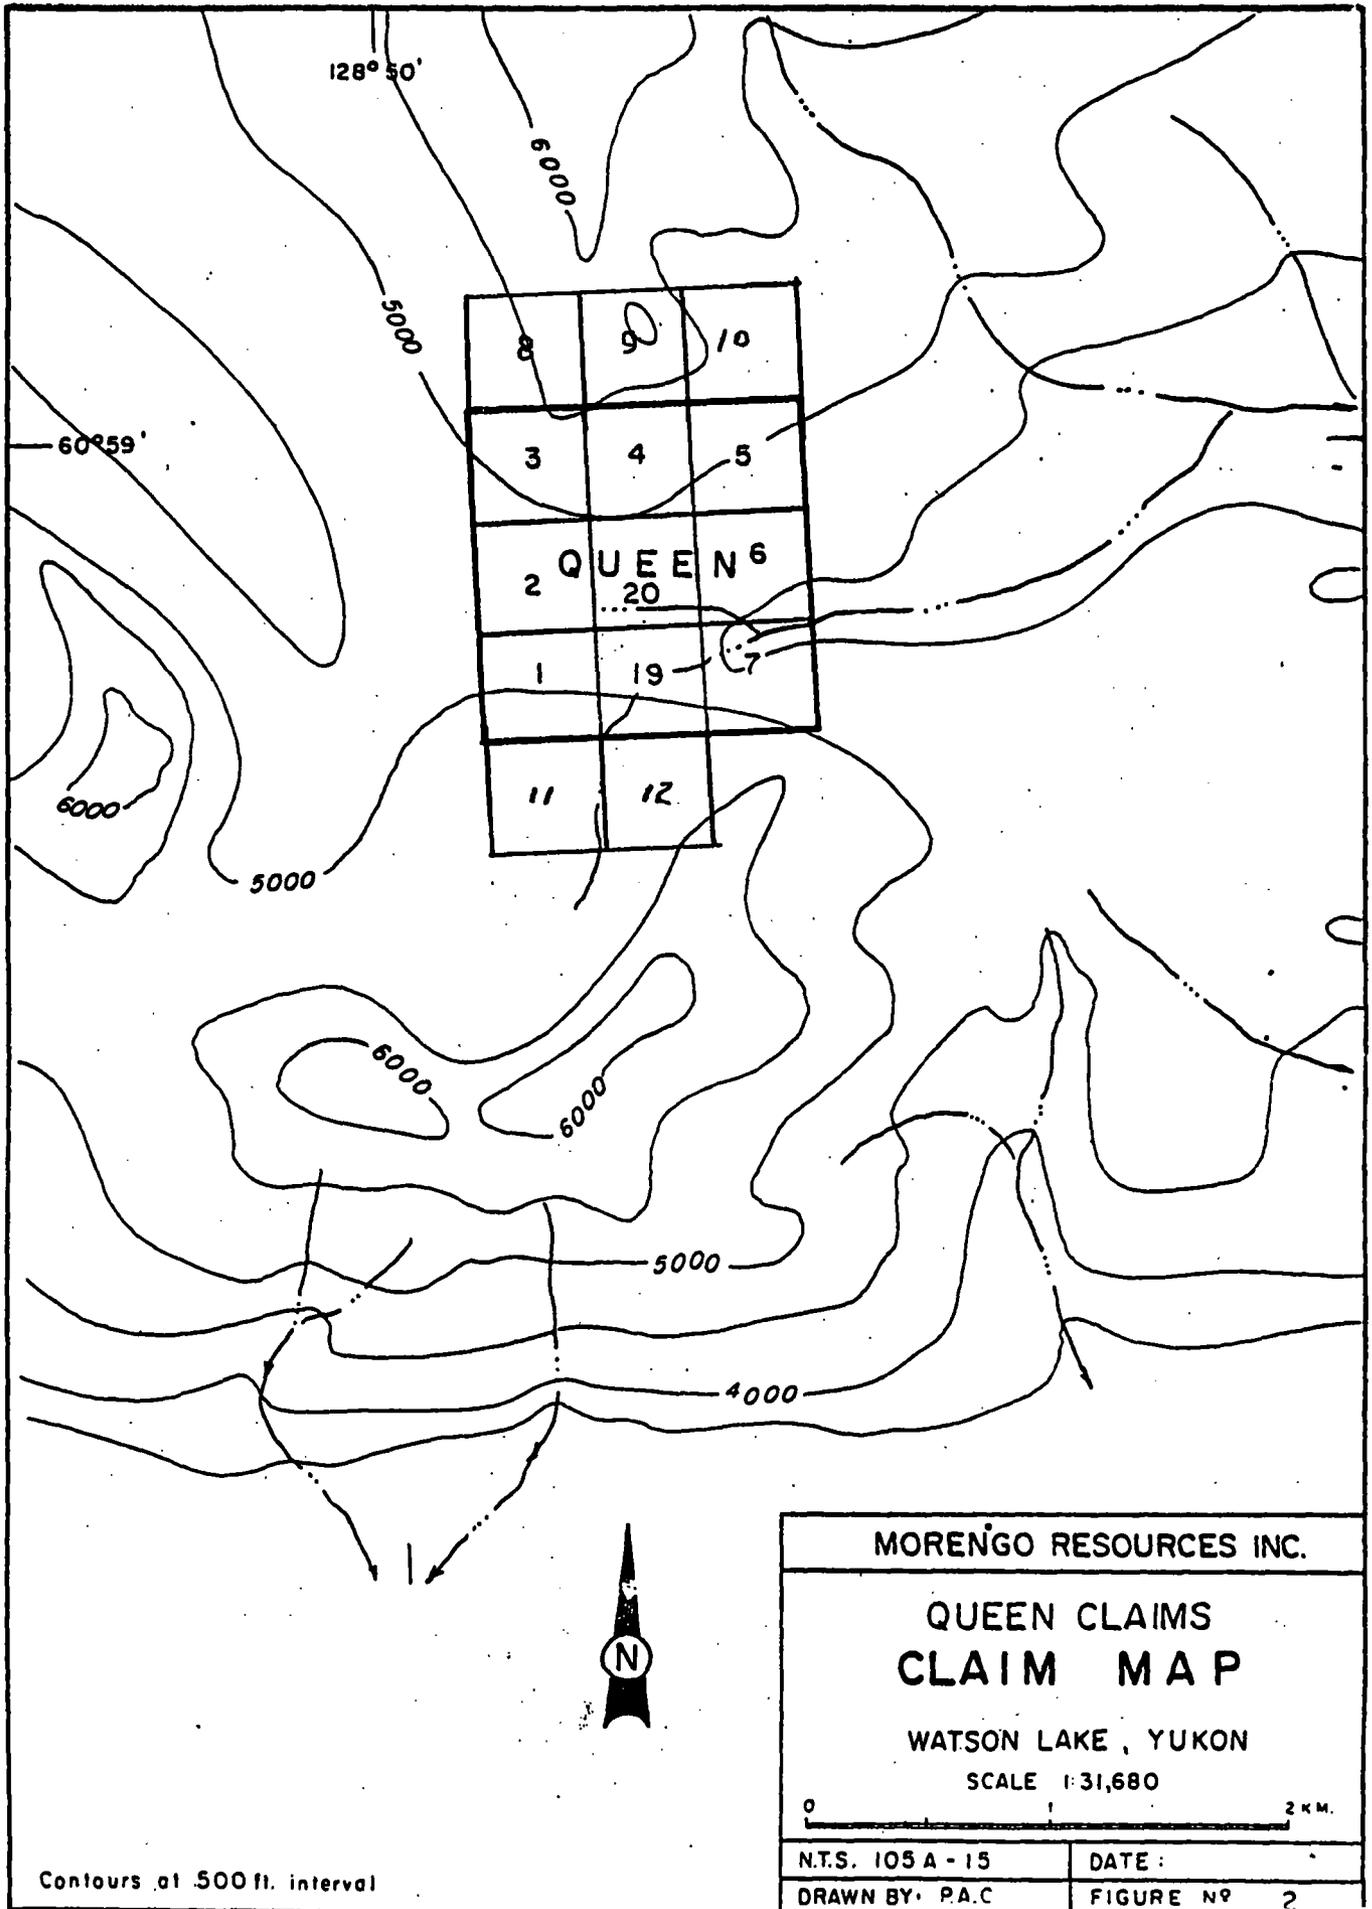 128° 50'
6000
5000
8
9
10
60°59'
3
4
5
QUEEN
6
2
20
1
19
7
6000
11
12
5000
6000
6000
5000
4000
MORENGO RESOURCES INC.
QUEEN CLAIMS
CLAIM MAP
WATSON LAKE, YUKON
SCALE 1:31,680
0 1 2 KM.
N.T.S. 105 A - 15
DATE :
DRAWN BY: P.A.C
FIGURE Nº 2
N
Contours at 500 ft. interval